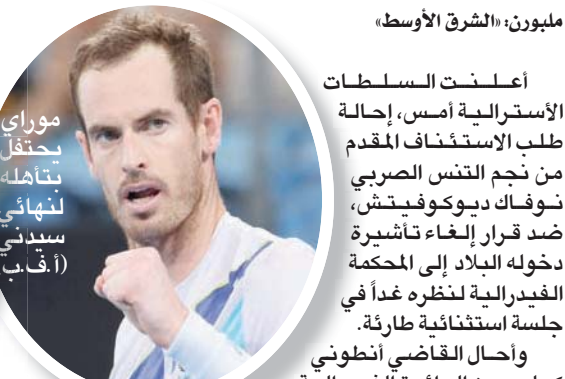 ملبورن: «الشرق الأوسط»
أعلنت السلطات
الأسترالية أمس، إحالة
طلب الاستئناف المقدم
من نجم التنس الصربي
نوفاك ديوكوفيتش،
ضد قرار إلغاء تأشيرة
دخوله البلاد إلى المحكمة
الفيدرالية لنظره غداً في
جلسة استثنائية طارئة.
وأحال القاضي أنطوني
موراي
يحتفل
بتأهله
لنهائي
سيدني
(أ.ف.ب